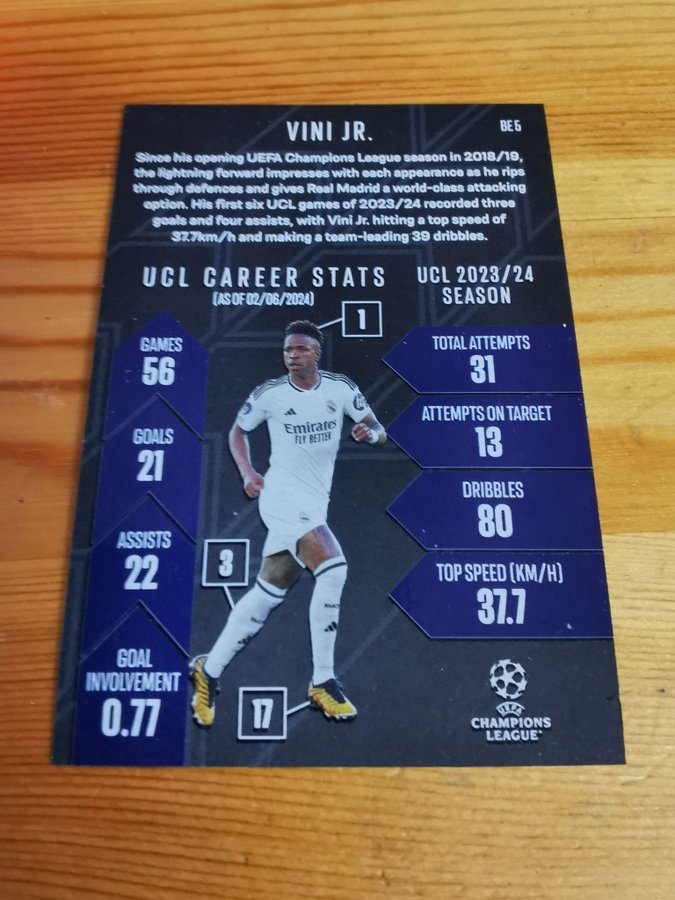 VINI JR.
BE 6
Since his opening UEFA Champions League season in 2018/19,
the lightning forward impresses with each appearance as he rips
through defences and gives Real Madrid a world-class attacking
option. His first six UCL games of 2023/24 recorded three
goals and four assists, with Vini Jr. hitting a top speed of
37.7km/h and making a team-leading 39 dribbles.
UCL CAREER STATS
(AS OF 02/06/2024)
GAMES
56
GOALS
21
ASSISTS
22
GOAL
INVOLVEMENT
0.77
1
Emirates
FLY BETTER
3
17
UCL 2023/24
SEASON
TOTAL ATTEMPTS
31
ATTEMPTS ON TARGET
13
DRIBBLES
80
TOP SPEED (KM/H)
37.7
UEFA
CHAMPIONS
LEAGUE